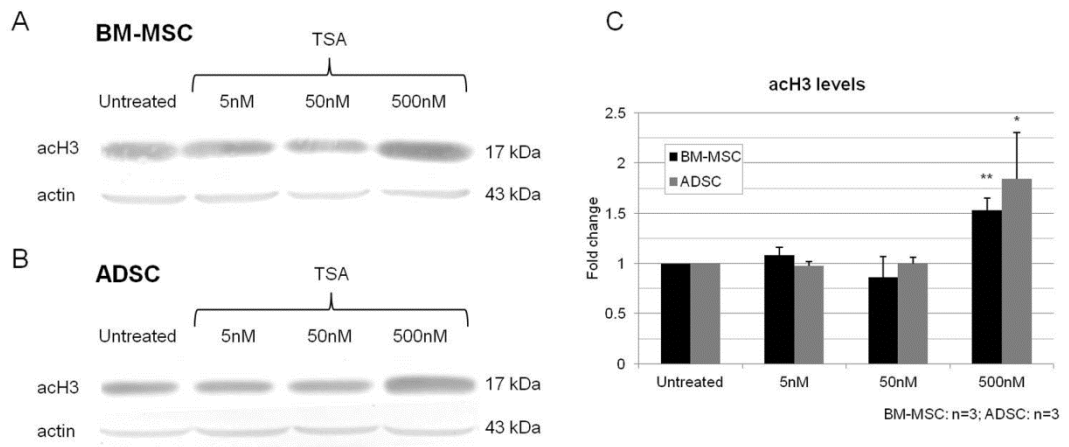 A
BM-MSC
TSA
Untreated 5nM 50nM 500nM
acH3 17 kDa
actin 43 kDa
B
ADSC
TSA
Untreated 5nM 50nM 500nM
acH3 17 kDa
actin 43 kDa
C
acH3 levels
Fold change
2.5
2
1.5
1
0.5
0
BM-MSC
ADSC
**
*
Untreated 5nM 50nM 500nM
BM-MSC: n=3; ADSC: n=3